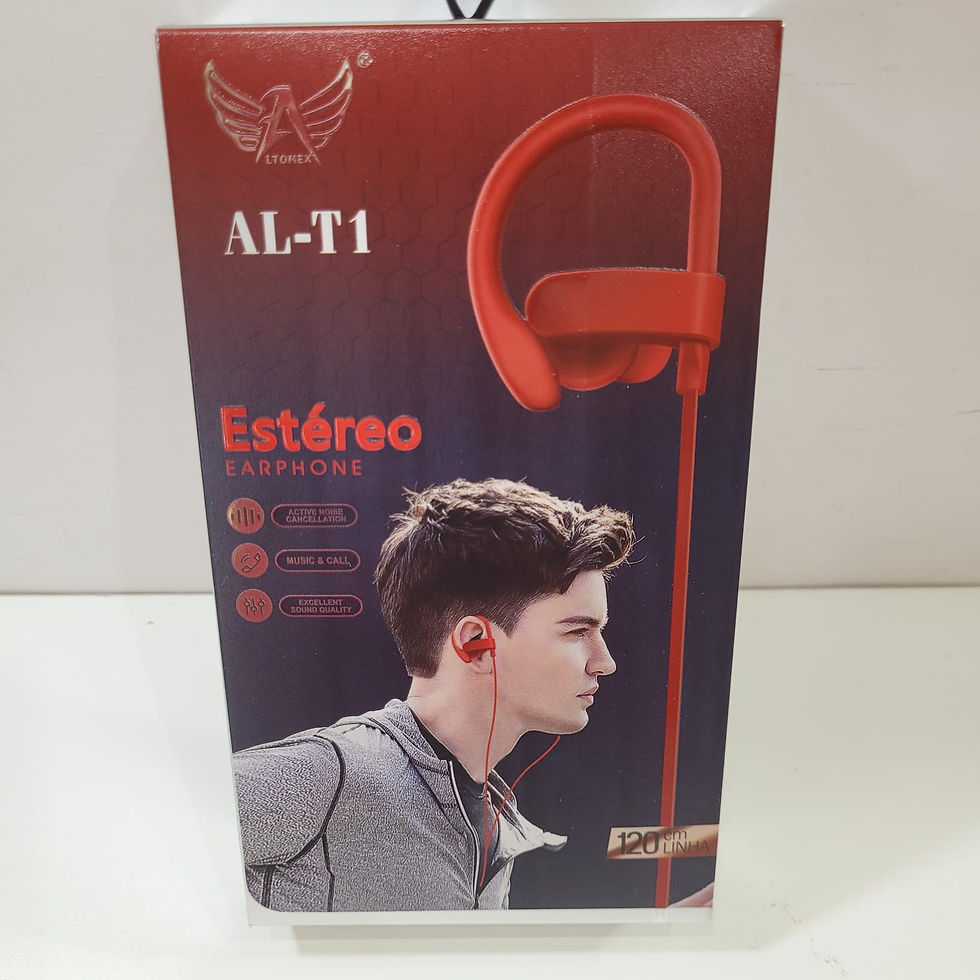 ®
ALTOMEX
AL-T1
Estéreo
EARPHONE
ACTIVE NOISE
CANCELLATION
MUSIC & CALL
EXCELLENT
SOUND QUALITY
120 cm
LINHA